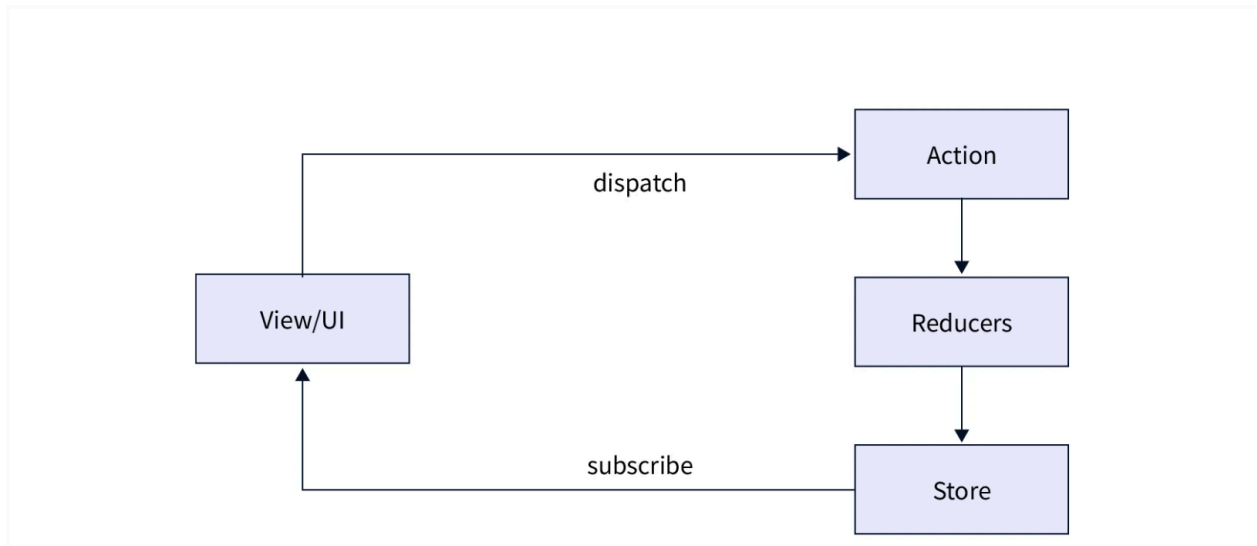 Action
dispatch
View/UI
Reducers
subscribe
Store